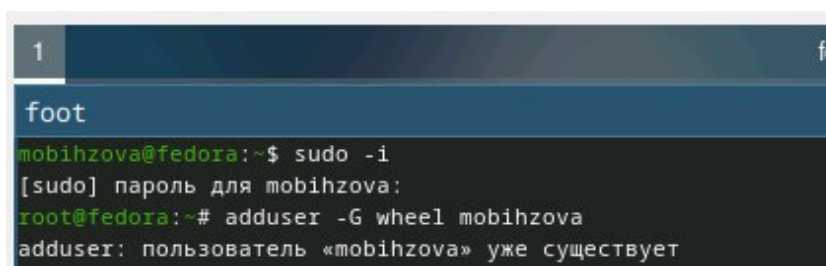 1
foot
mobihzova@fedora:~$ sudo -i
[sudo] пароль для mobihzova:
root@fedora:~# adduser -G wheel mobihzova
adduser: пользователь «mobihzova» уже существует